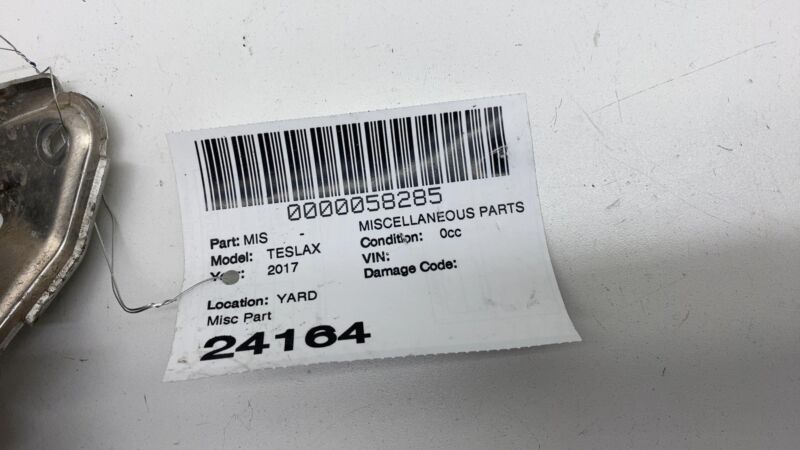 0000058285
Part: MIS - MISCELLANEOUS PARTS
Model: TESLAX Condition: 0cc
2017 VIN:
Damage Code:
Location: YARD
Misc Part
24164